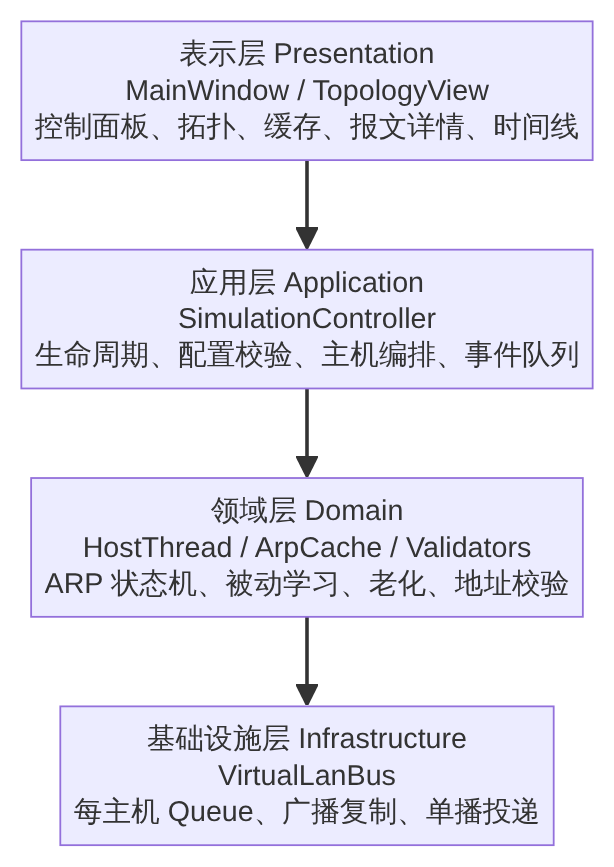 表示层 Presentation
MainWindow / TopologyView
控制面板、拓扑、缓存、报文详情、时间线
应用层 Application
SimulationController
生命周期、配置校验、主机编排、事件队列
领域层 Domain
HostThread / ArpCache / Validators
ARP 状态机、被动学习、老化、地址校验
基础设施层 Infrastructure
VirtualLanBus
每主机 Queue、广播复制、单播投递